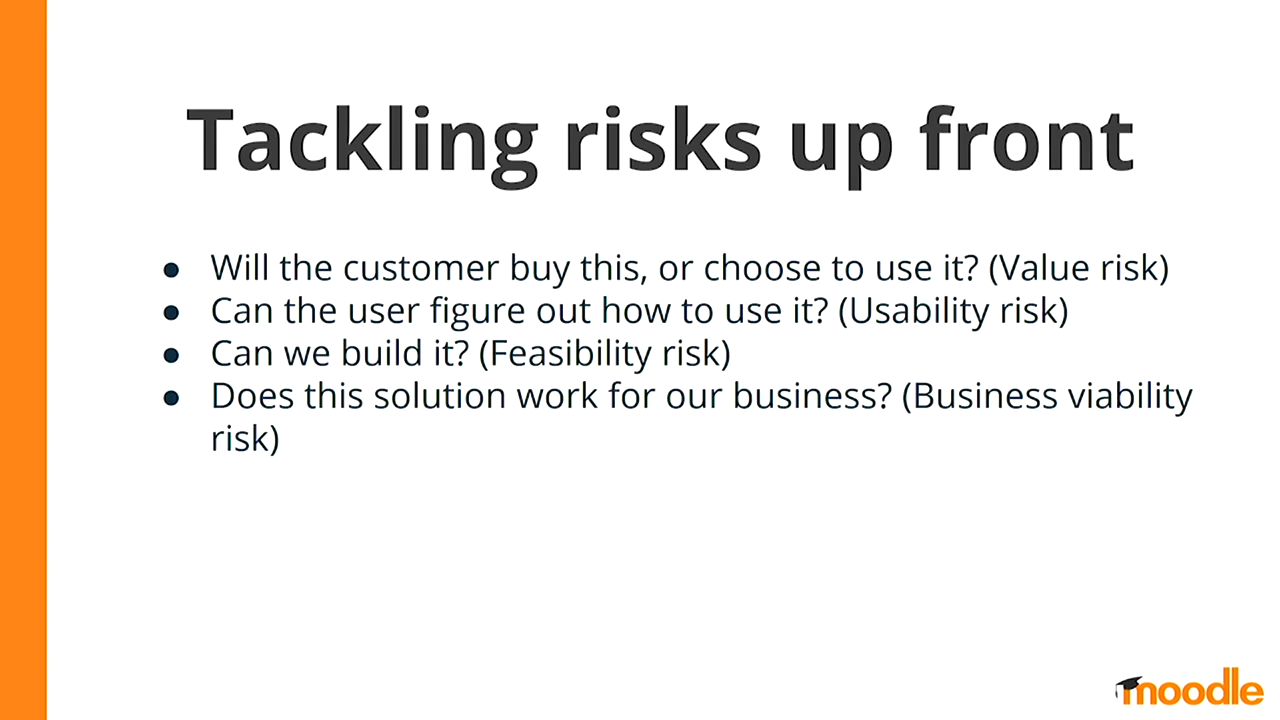 Tackling risks up front
● Will the customer buy this, or choose to use it? (Value risk)
● Can the user figure out how to use it? (Usability risk)
● Can we build it? (Feasibility risk)
● Does this solution work for our business? (Business viability
risk)
moodle